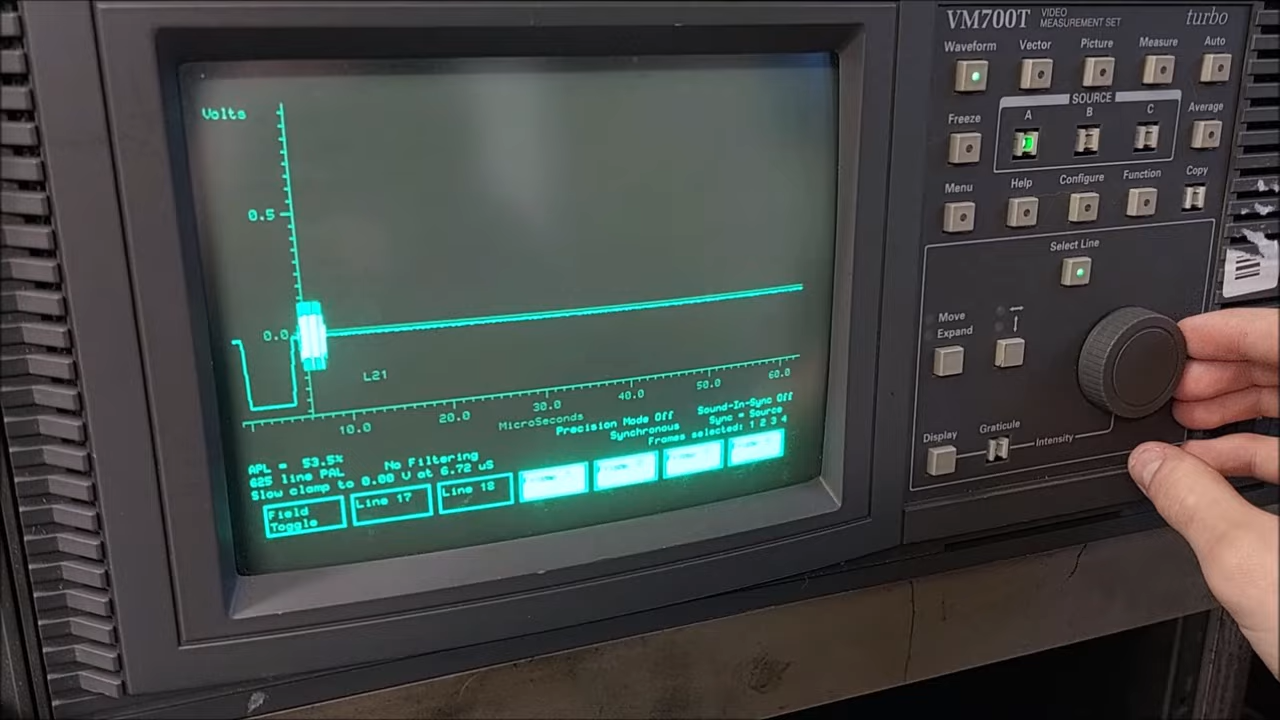 VM700T VIDEO MEASUREMENT SET turbo
Waveform Vector Picture Measure Auto
SOURCE
Freeze A B C Average
Menu Help Configure Function Copy
Select Line
Move
Expand
Display Graticule Intensity
Volts
0.5
0.0
L21
10.0 20.0 30.0 40.0 50.0 60.0
MicroSeconds
Precision Mode Off Sound-In-Sync Off
Synchronous Sync = Source
Frames selected: 1 2 3 4
APL = 53.5%
625 line PAL No Filtering
Slow clamp to 0.00 V at 6.72 uS
Field
Toggle
Line 17
Line 18